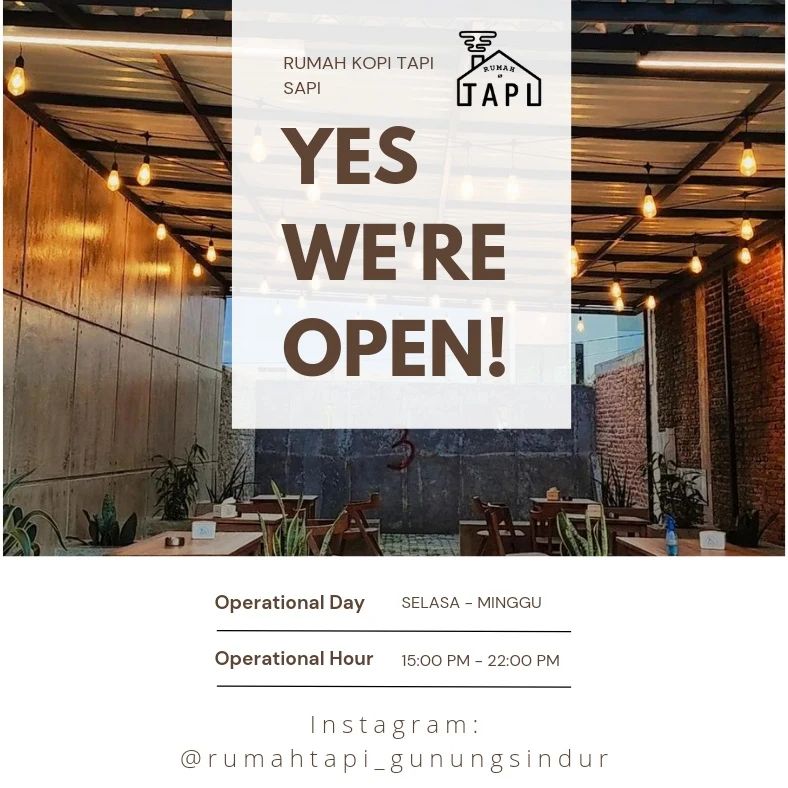 RUMAH KOPI TAPI
SAPI
RUMAH
TAPI
YES
WE'RE
OPEN!
3
Operational Day SELASA - MINGGU
Operational Hour 15:00 PM - 22:00 PM
Instagram:
@rumahtapi_gunungsindur